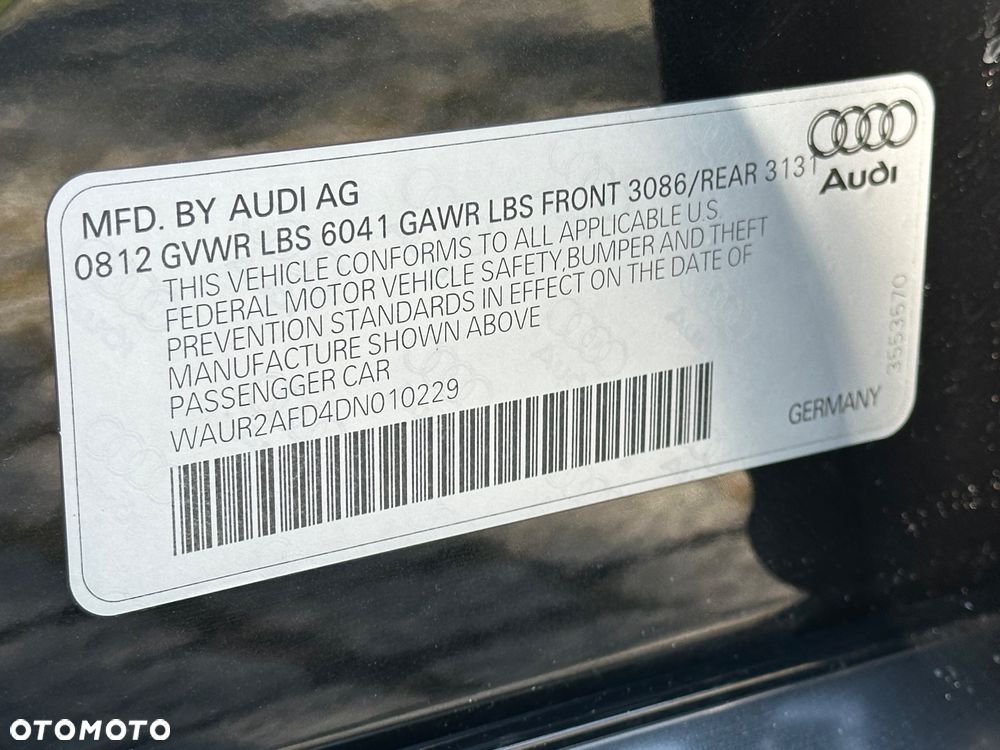 MFD. BY AUDI AG
0812 GVWR LBS 6041 GAWR LBS FRONT 3086/REAR 3131
THIS VEHICLE CONFORMS TO ALL APPLICABLE U.S.
FEDERAL MOTOR VEHICLE SAFETY BUMPER AND THEFT
PREVENTION STANDARDS IN EFFECT ON THE DATE OF
MANUFACTURE SHOWN ABOVE
PASSENGGER CAR
WAUR2AFD4DN010229
Audi
3553570
GERMANY
OTOMOTO